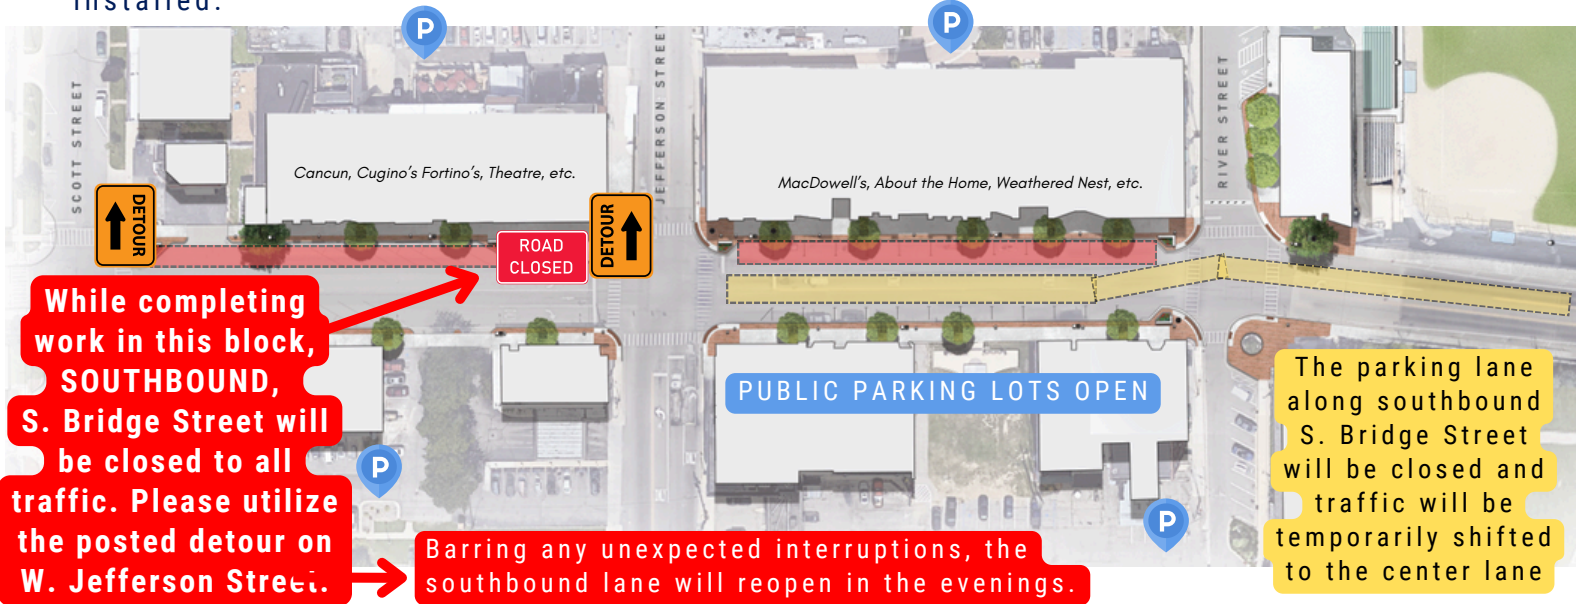 installed.
P
P
SCOTT STREET
JEFFERSON STREET
RIVER STREET
Cancun, Cugino's Fortino's, Theatre, etc.
MacDowell's, About the Home, Weathered Nest, etc.
DETOUR
ROAD
CLOSED
DETOUR
While completing
work in this block,
SOUTHBOUND,
S. Bridge Street will
be closed to all
traffic. Please utilize
the posted detour on
W. Jefferson Street.
P
PUBLIC PARKING LOTS OPEN
P
Barring any unexpected interruptions, the
southbound lane will reopen in the evenings.
The parking lane
along southbound
S. Bridge Street
will be closed and
traffic will be
temporarily shifted
to the center lane